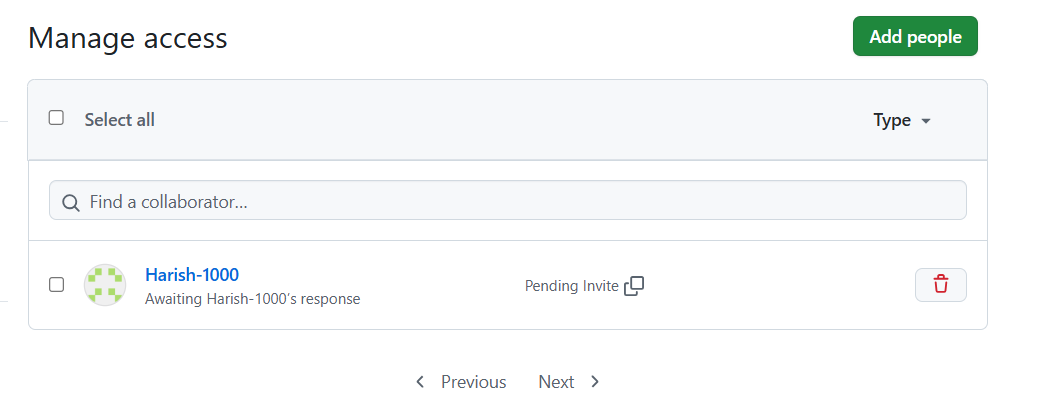 Manage access
Add people
Select all
Type
Find a collaborator...
Harish-1000
Awaiting Harish-1000's response
Pending Invite
Previous
Next